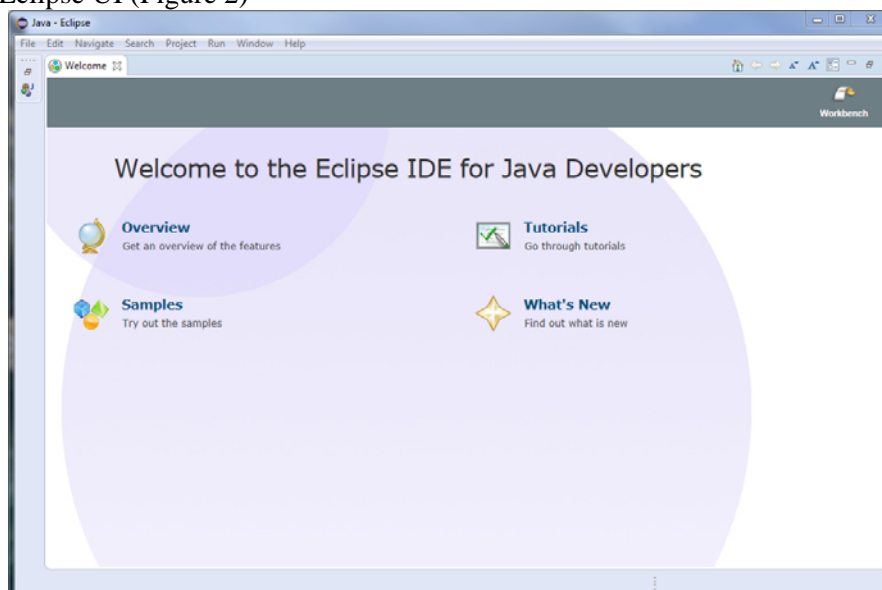 Eclipse UI (Figure 2)
Java - Eclipse
File Edit Navigate Search Project Run Window Help
Welcome
Workbench
Welcome to the Eclipse IDE for Java Developers
Overview
Get an overview of the features
Tutorials
Go through tutorials
Samples
Try out the samples
What's New
Find out what is new